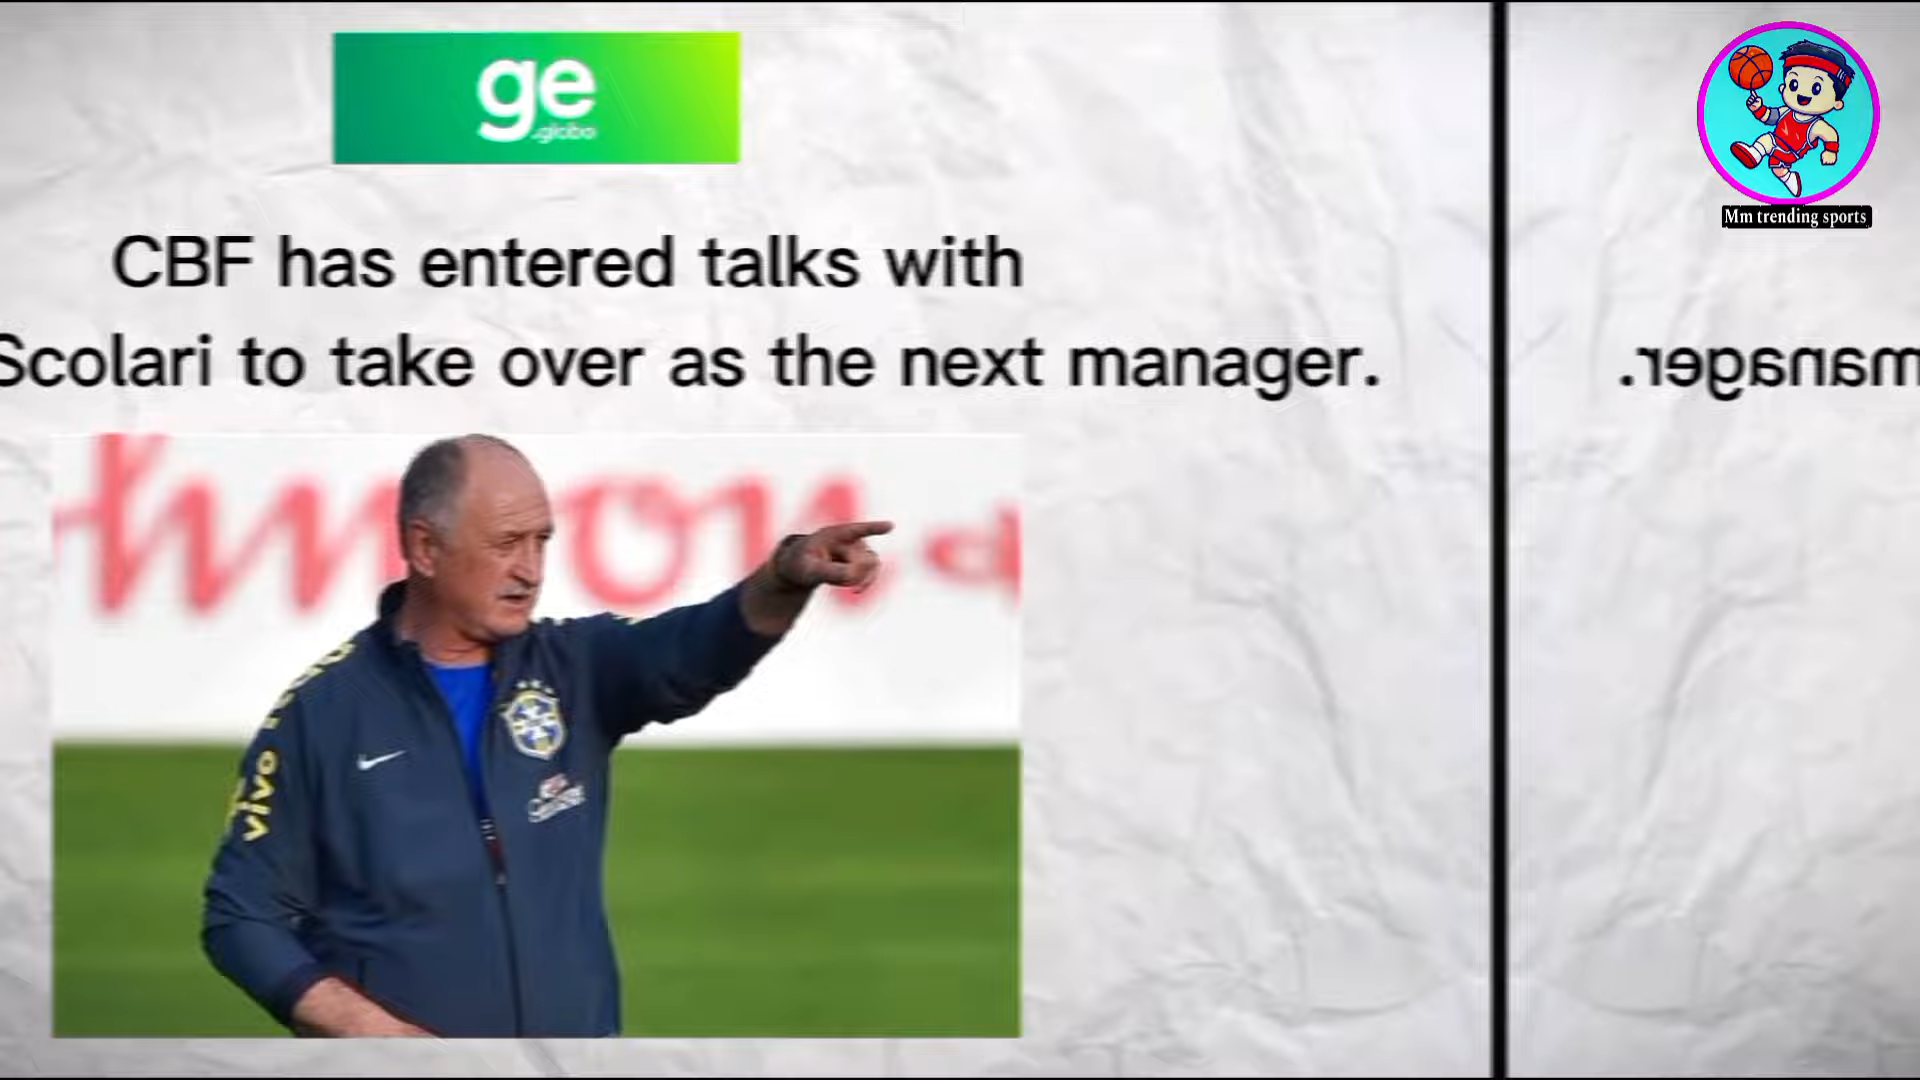 ge
.globo
Mm trending sports
CBF has entered talks with
Scolari to take over as the next manager.
manager.
vivo